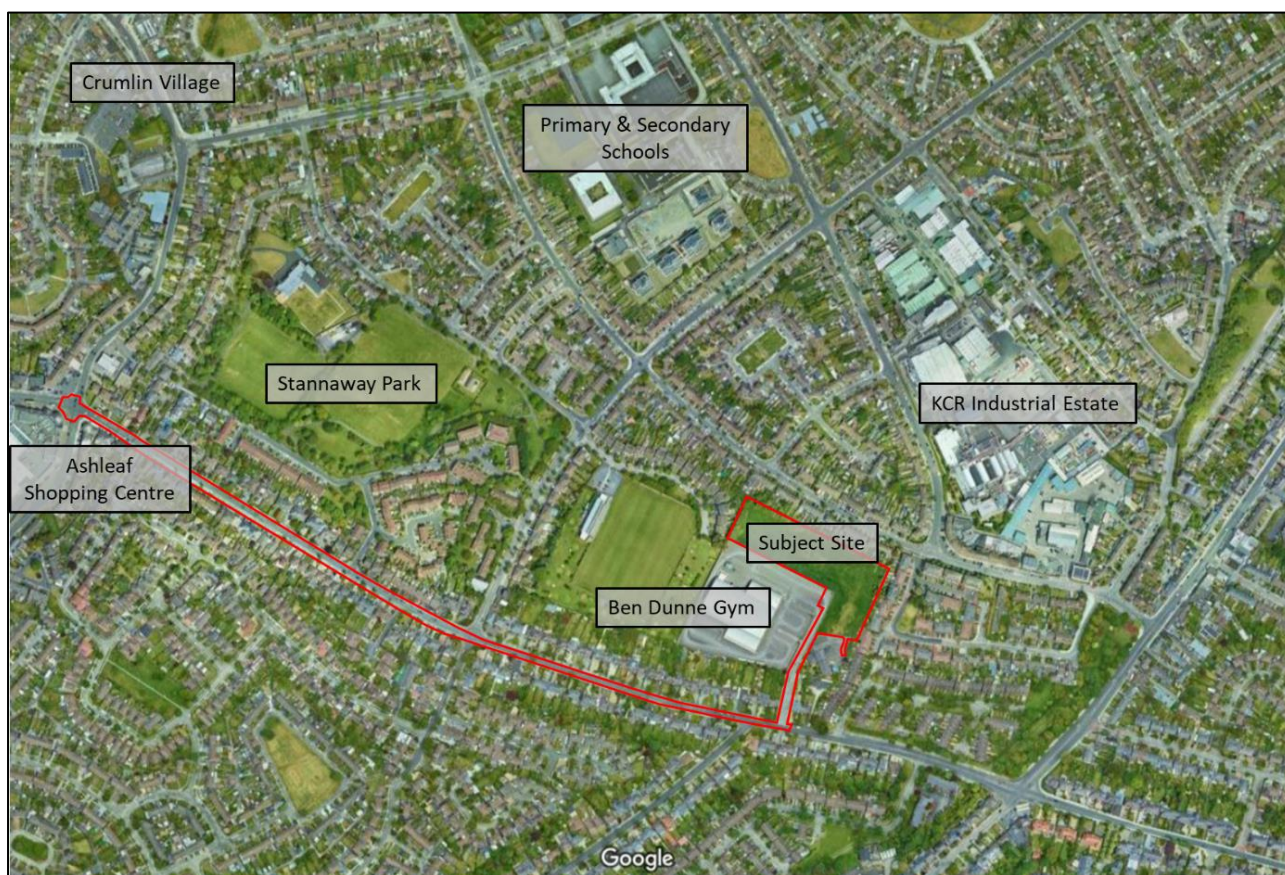 Crumlin Village
Primary & Secondary
Schools
Stannaway Park
KCR Industrial Estate
Ashleaf
Shopping Centre
Subject Site
Ben Dunne Gym
Google